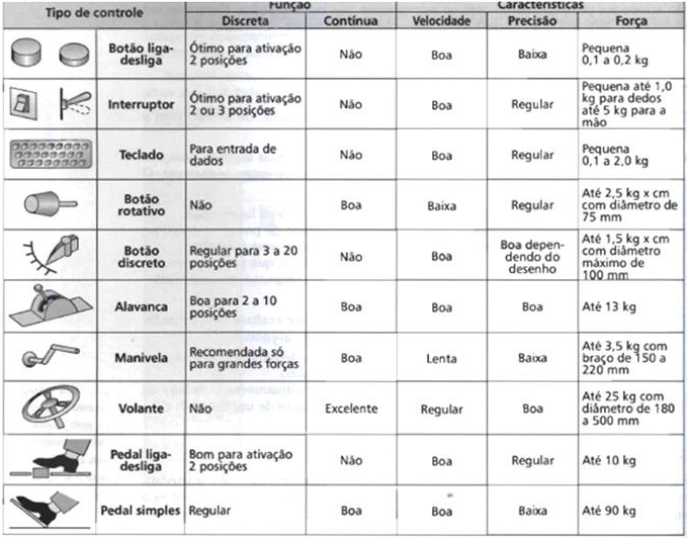 Tipo de controle
Função
Características
Discreta
Contínua
Velocidade
Precisão
Força
Botão liga-
desliga
Ótimo para ativação
2 posições
Não
Boa
Baixa
Pequena
0,1 a 0,2 kg
Interruptor
Ótimo para ativação
2 ou 3 posições
Não
Boa
Regular
Pequena até 1,0
kg para dedos
até 5 kg para a
mão
Teclado
Para entrada de
dados
Não
Boa
Regular
Pequena
0,1 a 2,0 kg
Botão
rotativo
Não
Boa
Baixa
Regular
Até 2,5 kg x cm
com diâmetro de
75 mm
Botão
discreto
Regular para 3 a 20
posições
Não
Boa
Boa depen-
dendo do
desenho
Até 1,5 kg x cm
com diâmetro
máximo de
100 mm
Alavanca
Boa para 2 a 10
posições
Boa
Boa
Boa
Até 13 kg
Manivela
Recomendada só
para grandes forças
Boa
Lenta
Baixa
Até 3,5 kg com
braço de 150 a
220 mm
Volante
Não
Excelente
Regular
Boa
Até 25 kg com
diâmetro de 180
a 500 mm
Pedal liga-
desliga
Bom para ativação
2 posições
Não
Boa
Regular
Até 10 kg
Pedal simples
Regular
Boa
Boa
Baixa
Até 90 kg